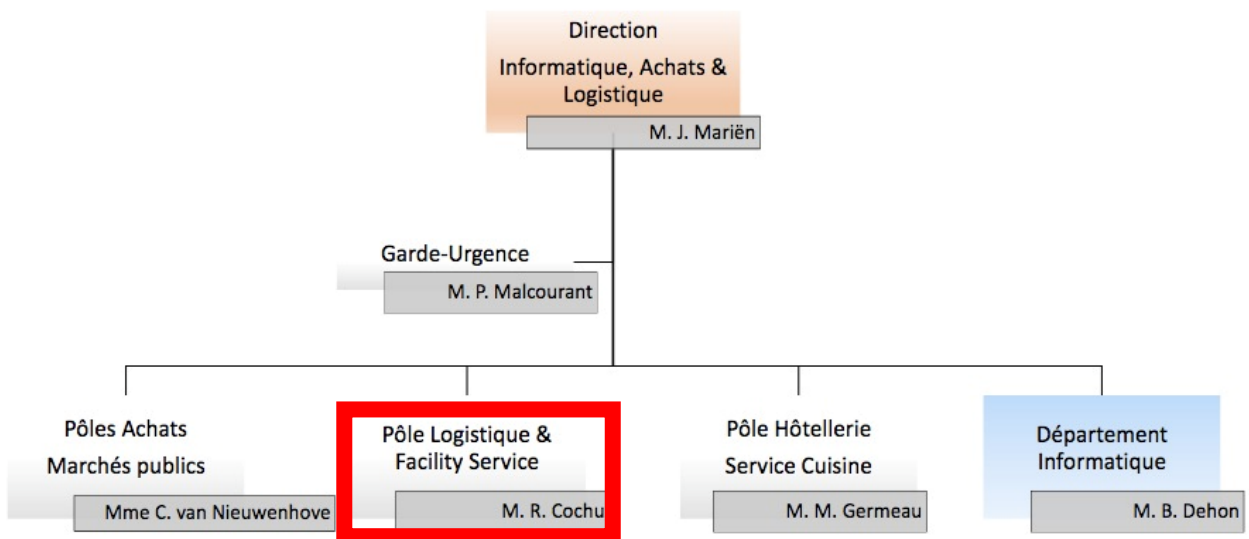 Direction
Informatique, Achats &
Logistique
M. J. Mariën
Garde-Urgence
M. P. Malcourant
Pôles Achats
Marchés publics
Mme C. van Nieuwenhove
Pôle Logistique &
Facility Service
M. R. Cochu
Pôle Hôtellerie
Service Cuisine
M. M. Germeau
Département
Informatique
M. B. Dehon